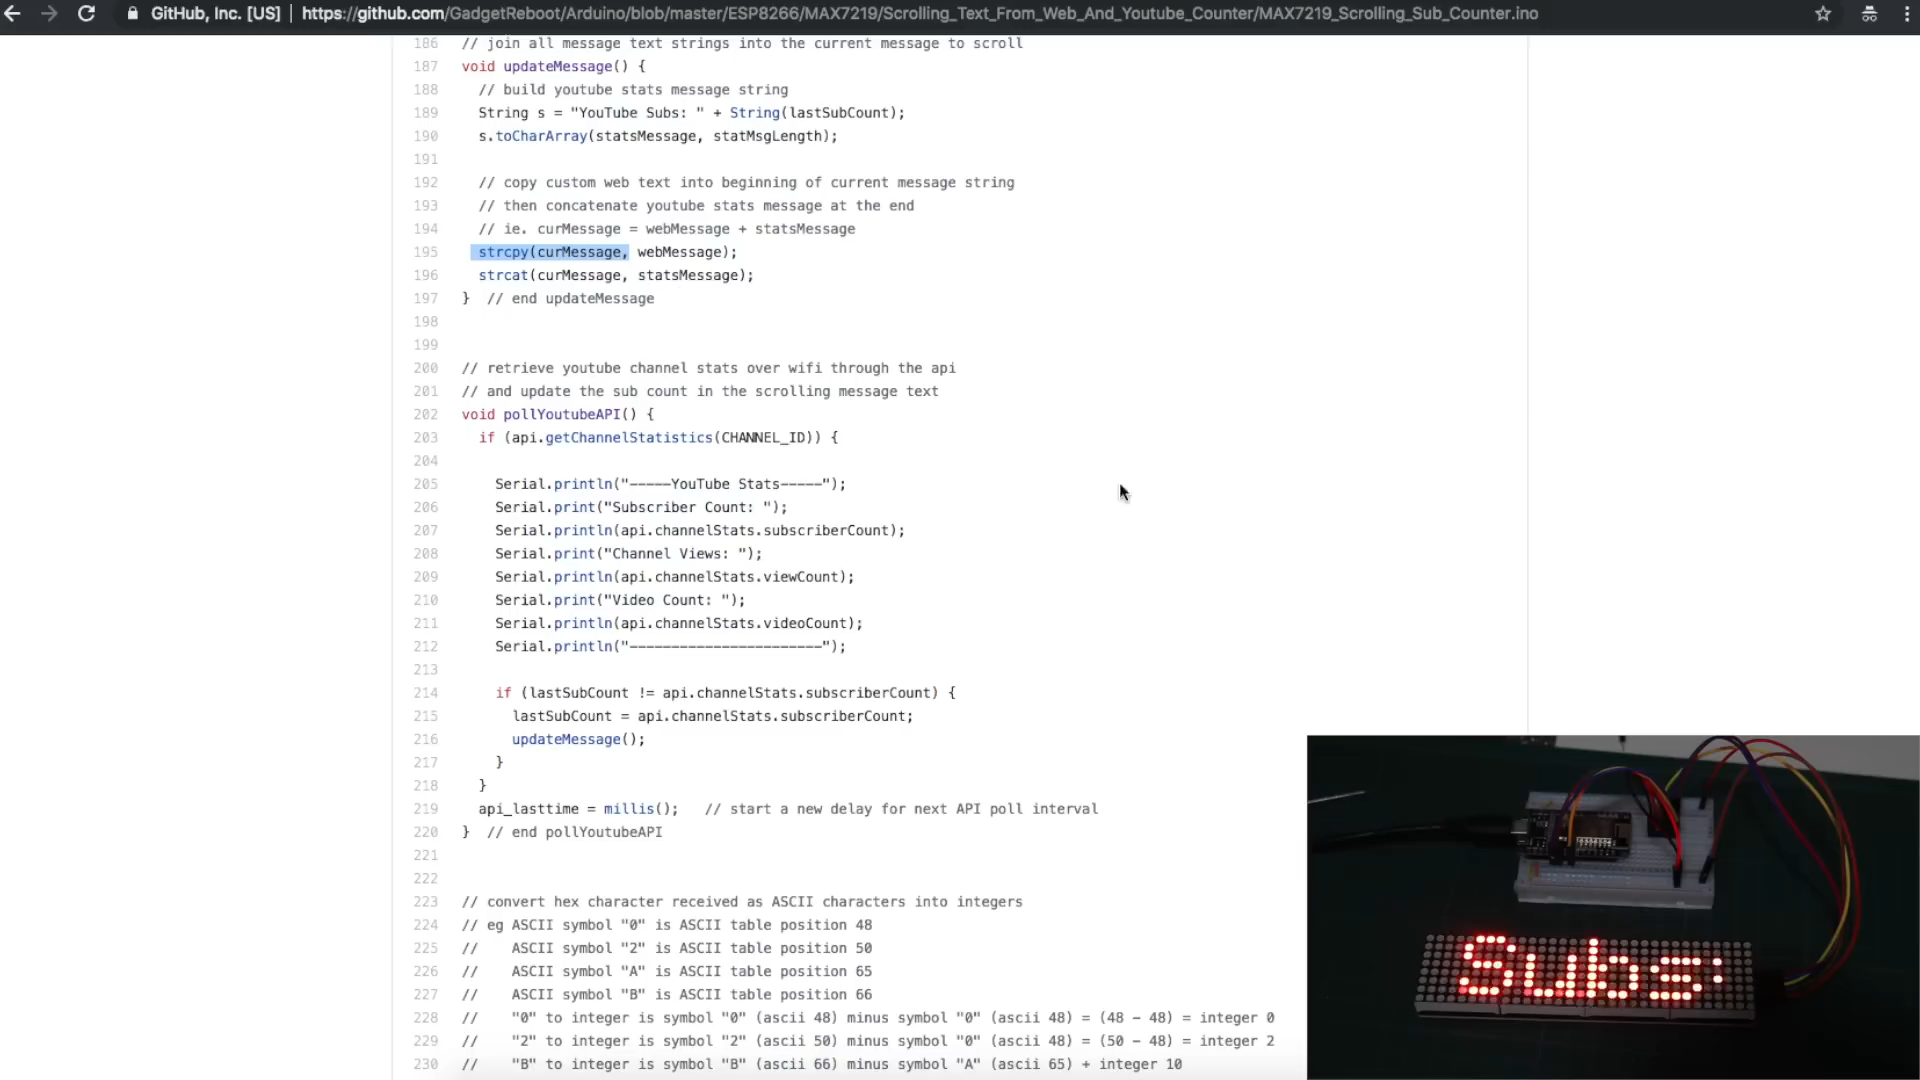 GitHub, Inc. [US] | https://github.com/GadgetReboot/Arduino/blob/master/ESP8266/MAX7219/Scrolling_Text_From_Web_And_Youtube_Counter/MAX7219_Scrolling_Sub_Counter.ino
186 // join all message text strings into the current message to scroll
187 void updateMessage() {
188 // build youtube stats message string
189 String s = "YouTube Subs: " + String(lastSubCount);
190 s.toCharArray(statsMessage, statMsgLength);
191
192 // copy custom web text into beginning of current message string
193 // then concatenate youtube stats message at the end
194 // ie. curMessage = webMessage + statsMessage
195 strcpy(curMessage, webMessage);
196 strcat(curMessage, statsMessage);
197 } // end updateMessage
198
199
200 // retrieve youtube channel stats over wifi through the api
201 // and update the sub count in the scrolling message text
202 void pollYoutubeAPI() {
203 if (api.getChannelStatistics(CHANNEL_ID)) {
204
205 Serial.println("-----YouTube Stats-----");
206 Serial.print("Subscriber Count: ");
207 Serial.println(api.channelStats.subscriberCount);
208 Serial.print("Channel Views: ");
209 Serial.println(api.channelStats.viewCount);
210 Serial.print("Video Count: ");
211 Serial.println(api.channelStats.videoCount);
212 Serial.println("-----------------------");
213
214 if (lastSubCount != api.channelStats.subscriberCount) {
215 lastSubCount = api.channelStats.subscriberCount;
216 updateMessage();
217 }
218 }
219 api_lasttime = millis(); // start a new delay for next API poll interval
220 } // end pollYoutubeAPI
221
222
223 // convert hex character received as ASCII characters into integers
224 // eg ASCII symbol "0" is ASCII table position 48
225 // ASCII symbol "2" is ASCII table position 50
226 // ASCII symbol "A" is ASCII table position 65
227 // ASCII symbol "B" is ASCII table position 66
228 // "0" to integer is symbol "0" (ascii 48) minus symbol "0" (ascii 48) = (48 - 48) = integer 0
229 // "2" to integer is symbol "2" (ascii 50) minus symbol "0" (ascii 48) = (50 - 48) = integer 2
230 // "B" to integer is symbol "B" (ascii 66) minus symbol "A" (ascii 65) + integer 10
Subs: